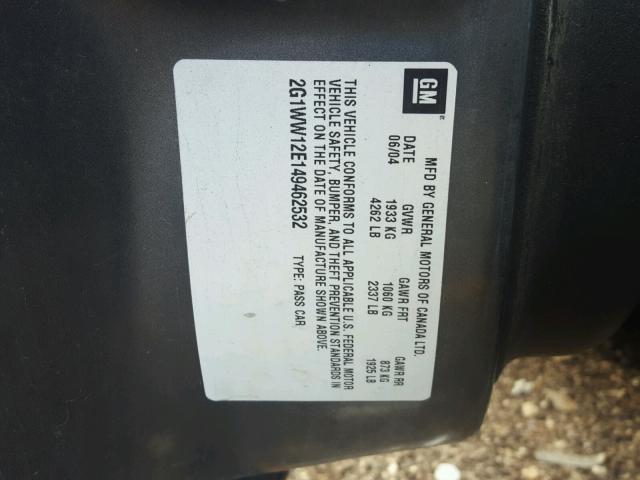 GM
MFD BY GENERAL MOTORS OF CANADA LTD.
DATE GVWR GAWR FRT GAWR RR
06/04 1933 KG 1060 KG 873 KG
4262 LB 2337 LB 1925 LB
THIS VEHICLE CONFORMS TO ALL APPLICABLE U.S. FEDERAL MOTOR
VEHICLE SAFETY, BUMPER, AND THEFT PREVENTION STANDARDS IN
EFFECT ON THE DATE OF MANUFACTURE SHOWN ABOVE.
2G1WW12E149462532 TYPE: PASS CAR